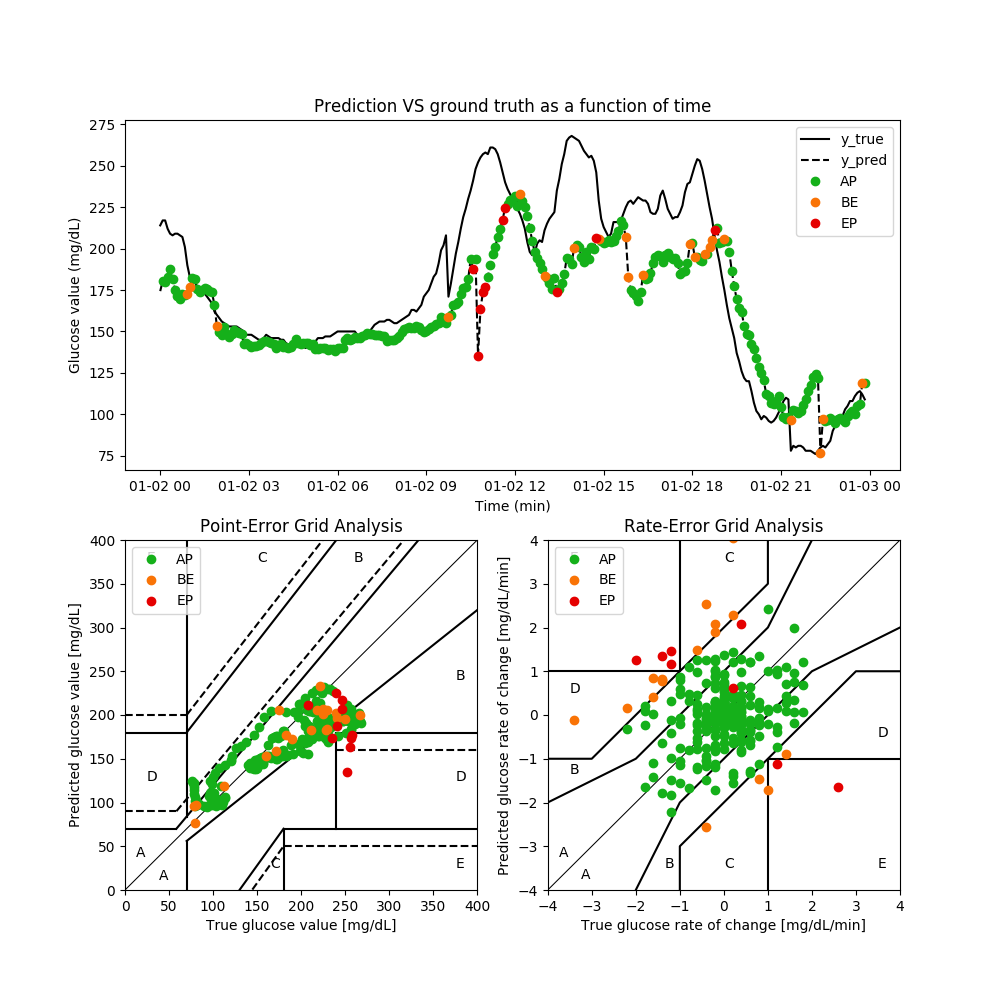 Prediction VS ground truth as a function of time
275
250
225
200
175
150
125
100
75
Glucose value (mg/dL)
y_true
y_pred
AP
BE
EP
01-02 00 01-02 03 01-02 06 01-02 09 01-02 12 01-02 15 01-02 18 01-02 21 01-03 00
Time (min)
Point-Error Grid Analysis
400
350
300
250
200
150
100
50
0
Predicted glucose value [mg/dL]
AP
BE
EP
C
B
B
D
D
A
A
C
E
0 50 100 150 200 250 300 350 400
True glucose value [mg/dL]
Rate-Error Grid Analysis
4
3
2
1
0
−1
−2
−3
−4
Predicted glucose rate of change [mg/dL/min]
AP
BE
EP
C
D
D
B
A
A
B
C
E
−4 −3 −2 −1 0 1 2 3 4
True glucose rate of change [mg/dL/min]